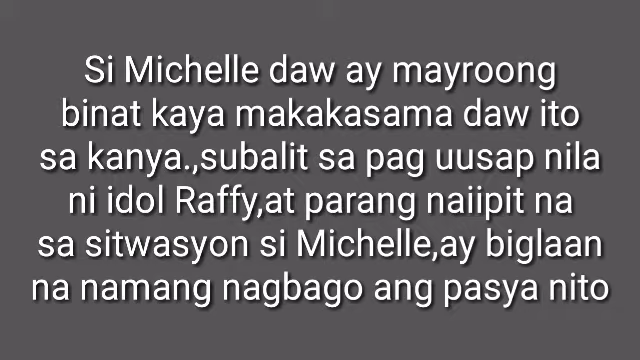 Si Michelle daw ay mayroong
binat kaya makakasama daw ito
sa kanya.,subalit sa pag uusap nila
ni idol Raffy,at parang naiipit na
sa sitwasyon si Michelle,ay biglaan
na namang nagbago ang pasya nito